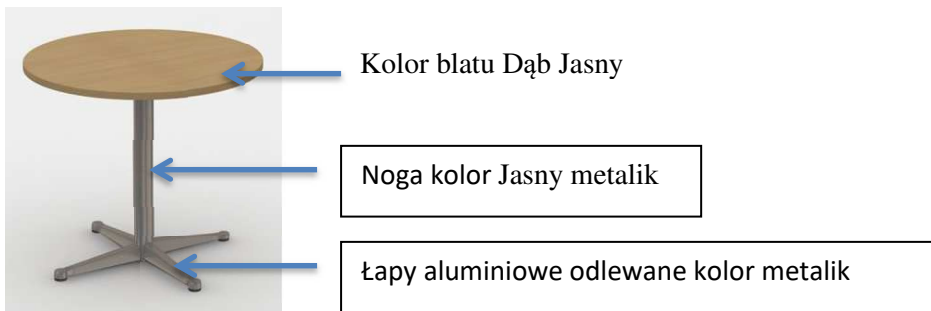 Kolor blatu Dąb Jasny
Noga kolor Jasny metalik
Łapy aluminiowe odlewane kolor metalik